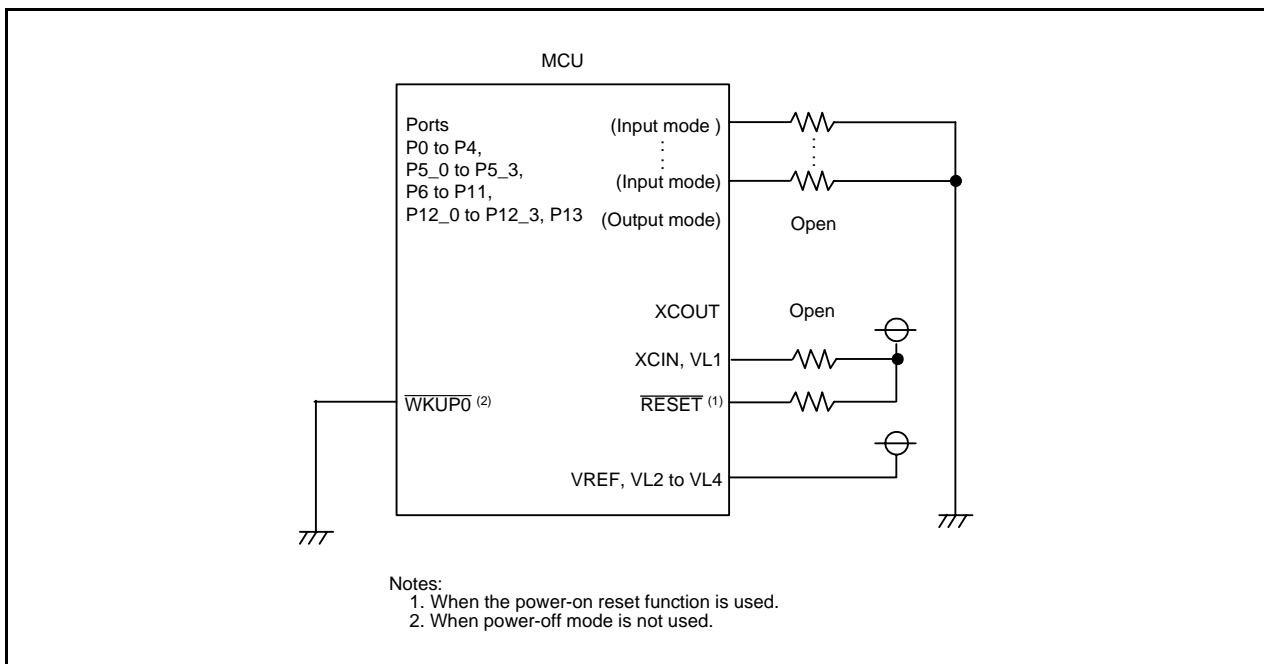 MCU
Ports
P0 to P4,
P5_0 to P5_3,
P6 to P11,
P12_0 to P12_3, P13
(Input mode )
(Input mode)
(Output mode)
Open
XCOUT
Open
XCIN, VL1
WKUP0 (2)
RESET (1)
VREF, VL2 to VL4
Notes:
1. When the power-on reset function is used.
2. When power-off mode is not used.